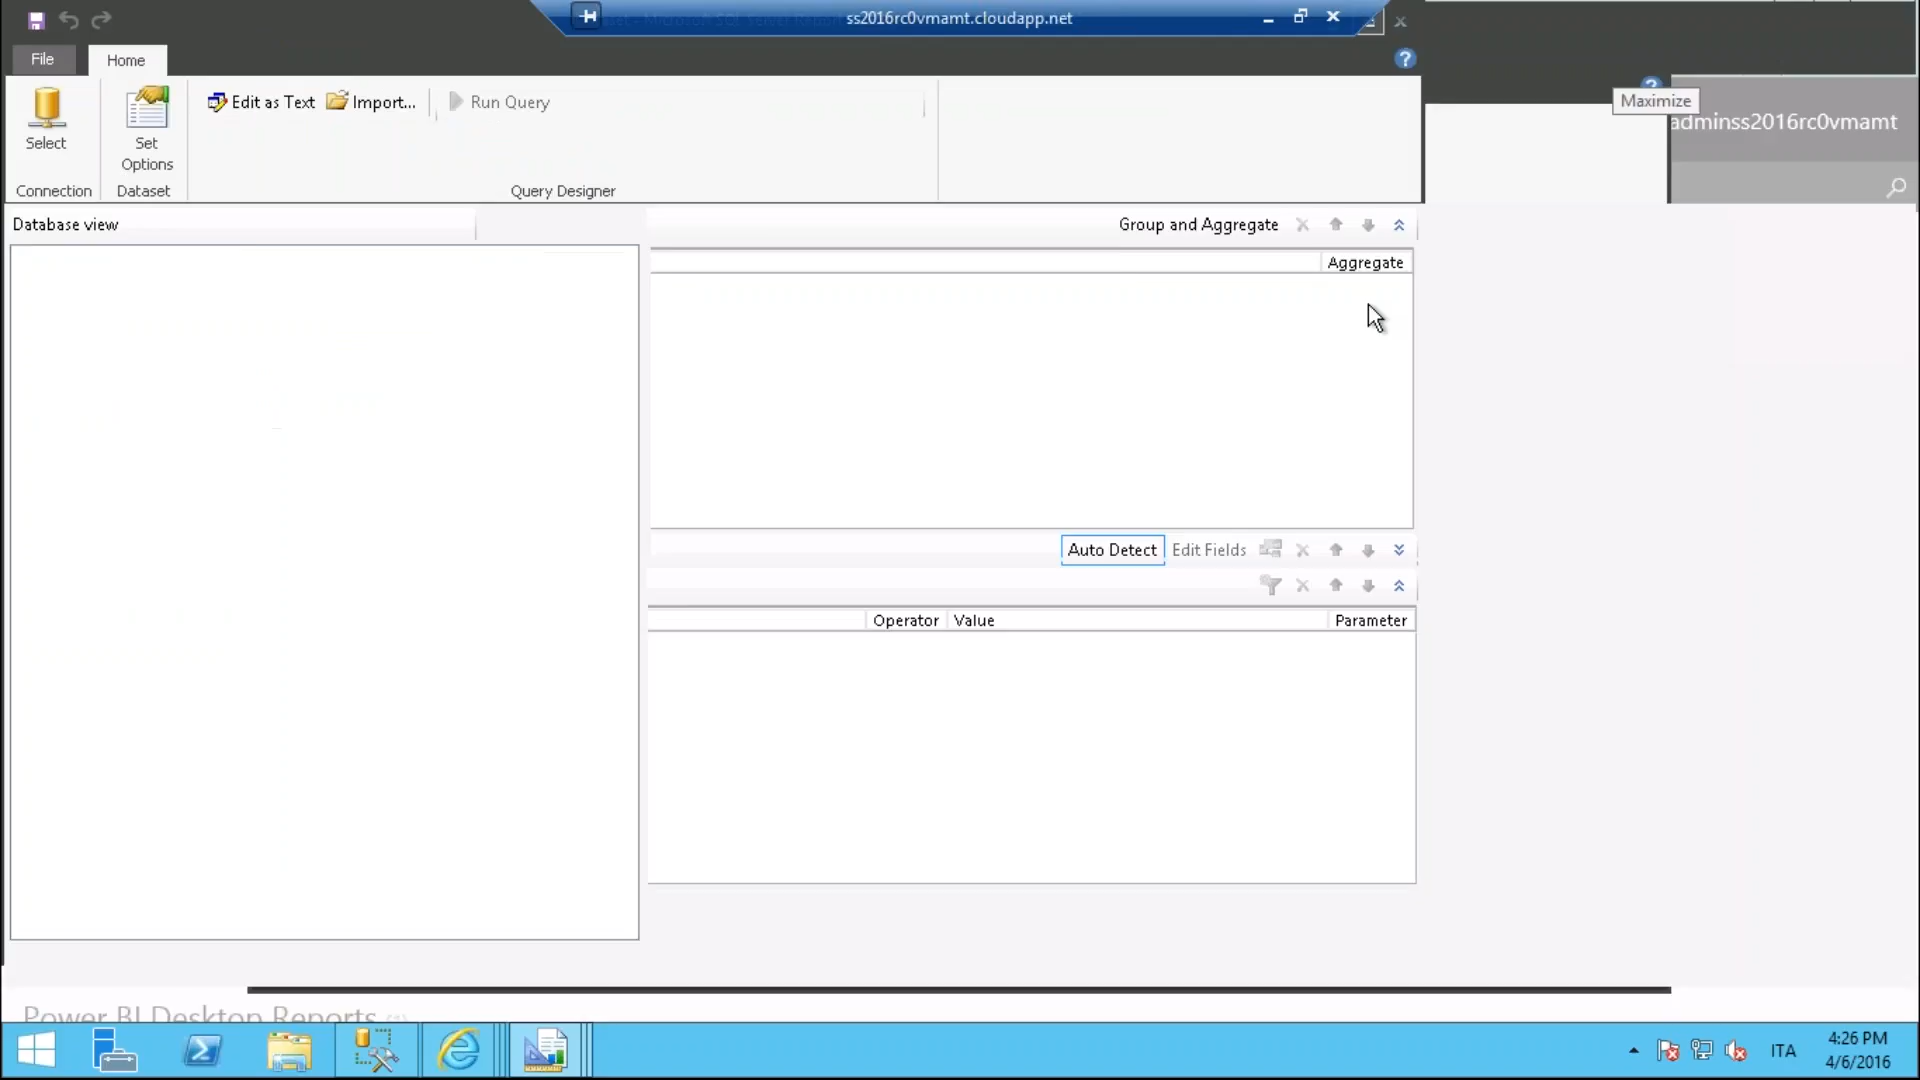 ss2016rc0vmamt.cloudapp.net
File
Home
Maximize
adminss2016rc0vmamt
Edit as Text
Import...
Run Query
Select
Set
Options
Connection
Dataset
Query Designer
Database view
Group and Aggregate
Aggregate
Auto Detect
Edit Fields
Operator
Value
Parameter
Power BI Desktop Reports
ITA
4:26 PM
4/6/2016